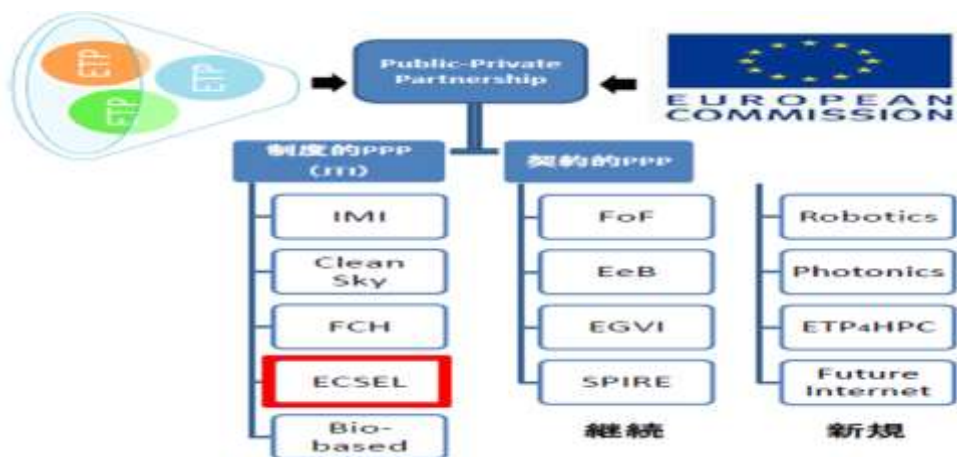 ETP
ETP
ETP
Public-Private
Partnership
EUROPEAN
COMMISSION
制度的PPP
(JTI)
契約的PPP
IMI
Clean
Sky
FCH
ECSEL
Bio-
based
FoF
EeB
EGVI
SPIRE
継続
Robotics
Photonics
ETP4HPC
Future
Internet
新規